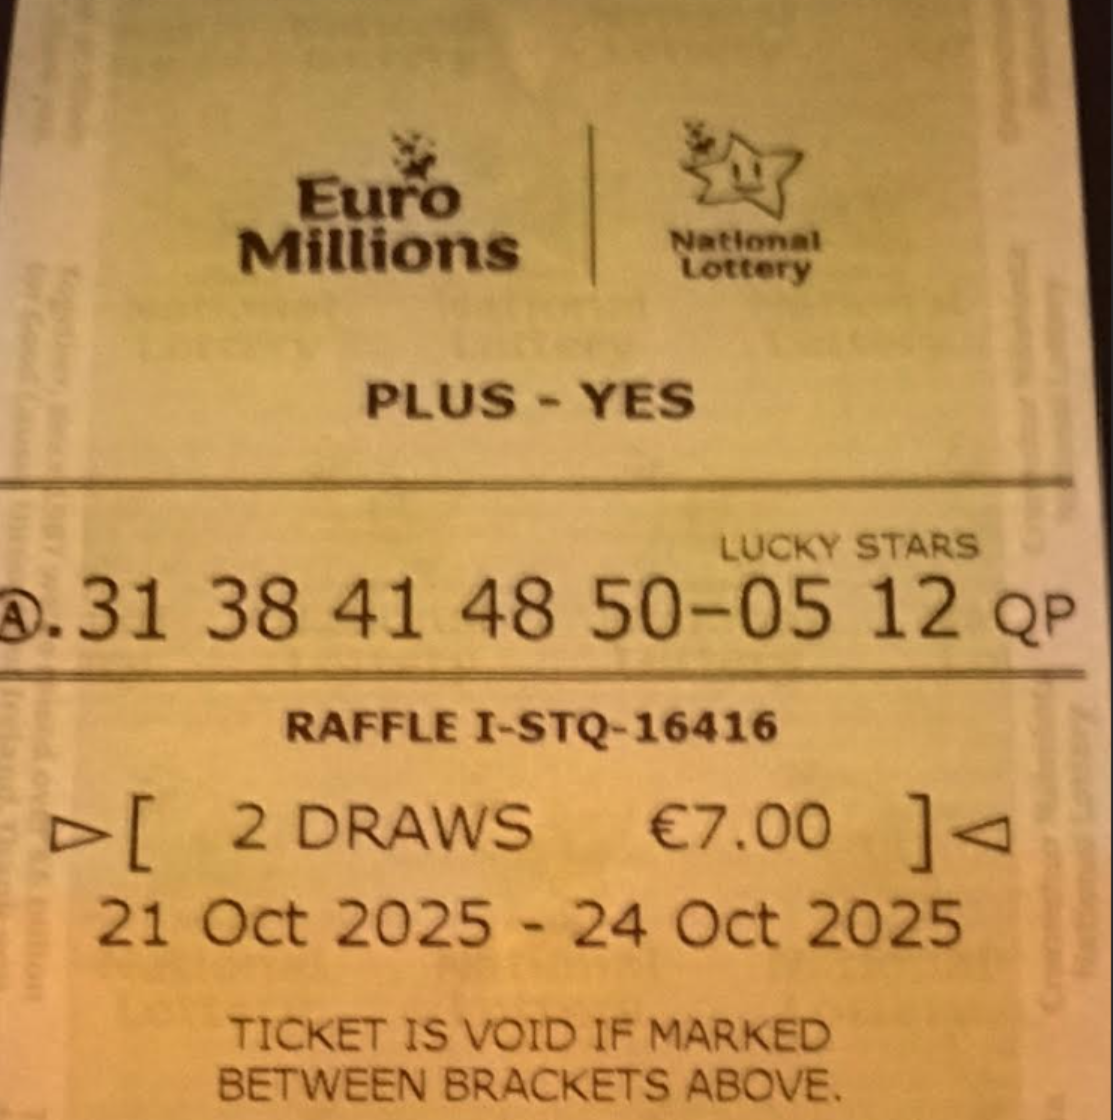 Euro
Millions
National
Lottery
PLUS - YES
LUCKY STARS
Ⓐ.31 38 41 48 50-05 12 QP
RAFFLE I-STQ-16416
▷[ 2 DRAWS €7.00 ]◁
21 Oct 2025 - 24 Oct 2025
TICKET IS VOID IF MARKED
BETWEEN BRACKETS ABOVE.